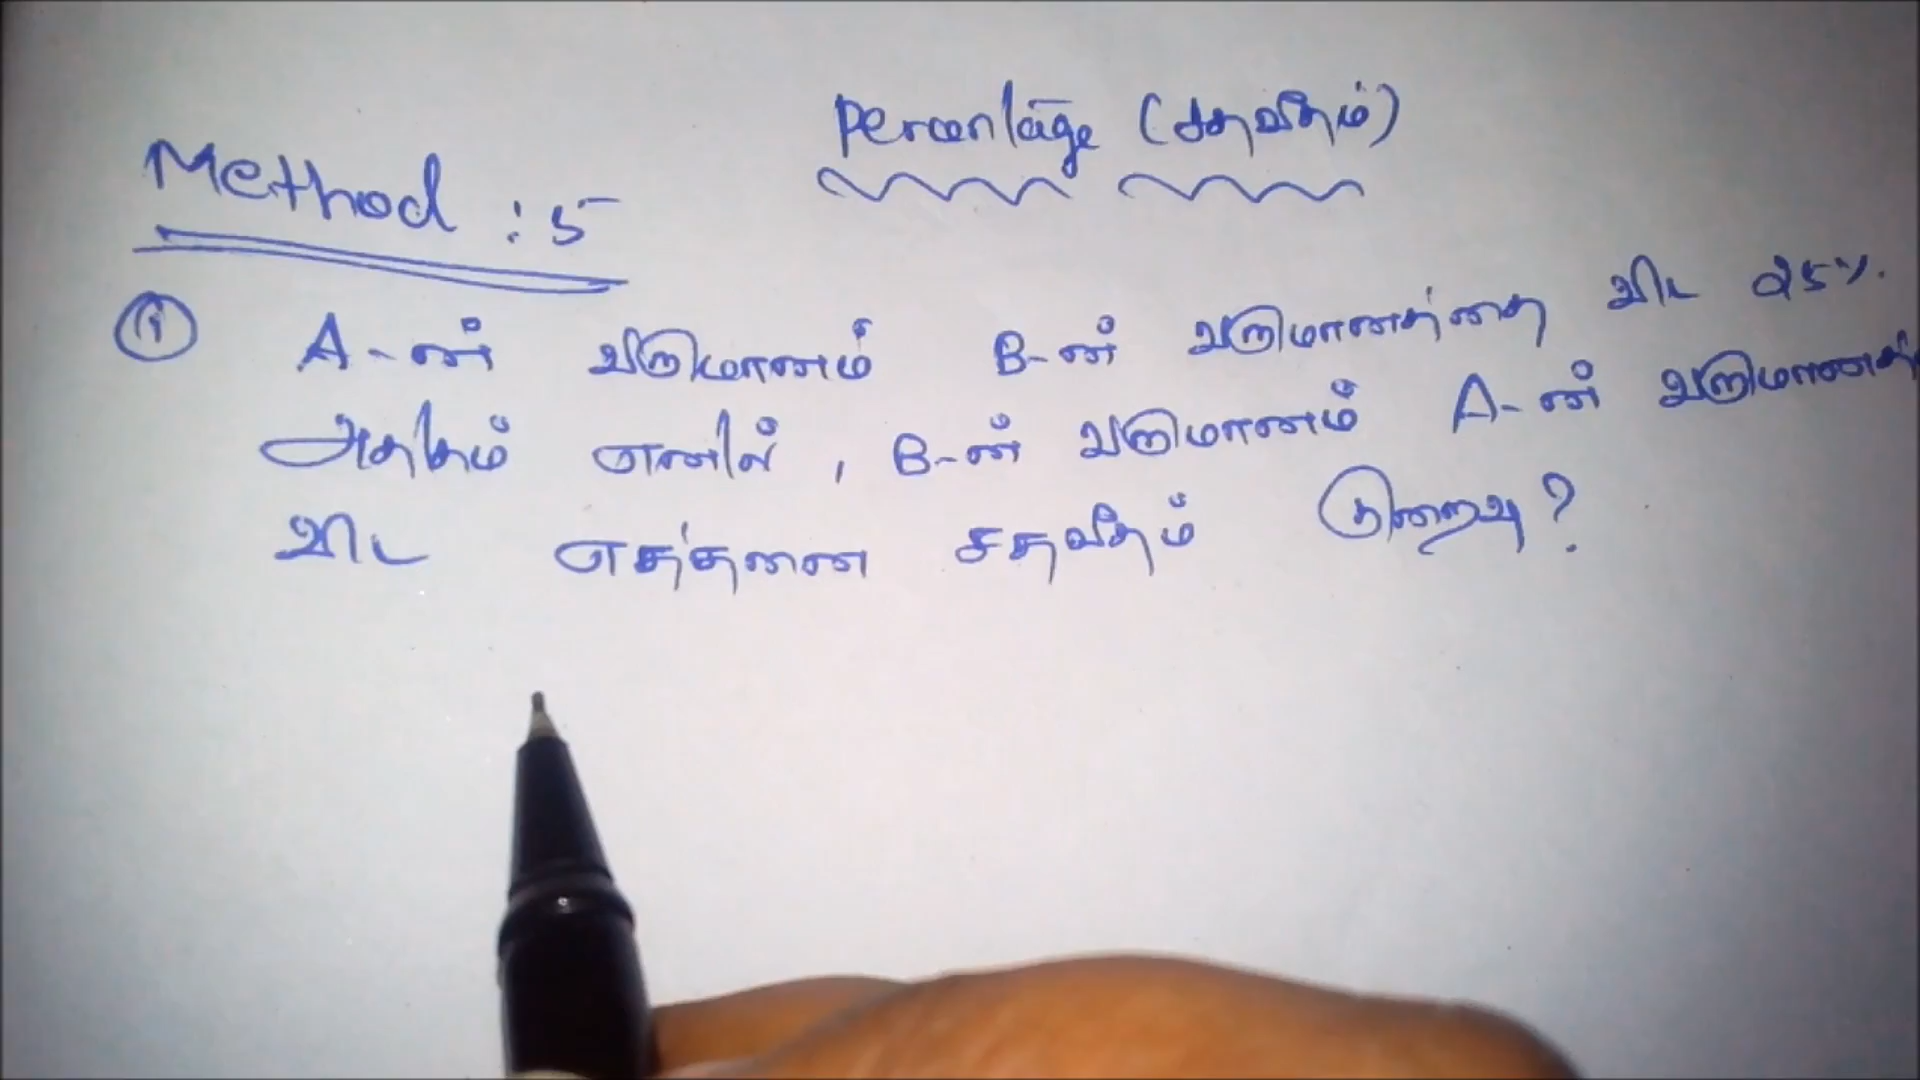 Percentage (சதவீதம்)
Method : 5
① A-ன் வருமானம் B-ன் வருமானத்தை விட 25%
அதிகம் எனில் , B-ன் வருமானம் A-ன் வருமானத்
விட எத்தனை சதவீதம் குறைவு ?